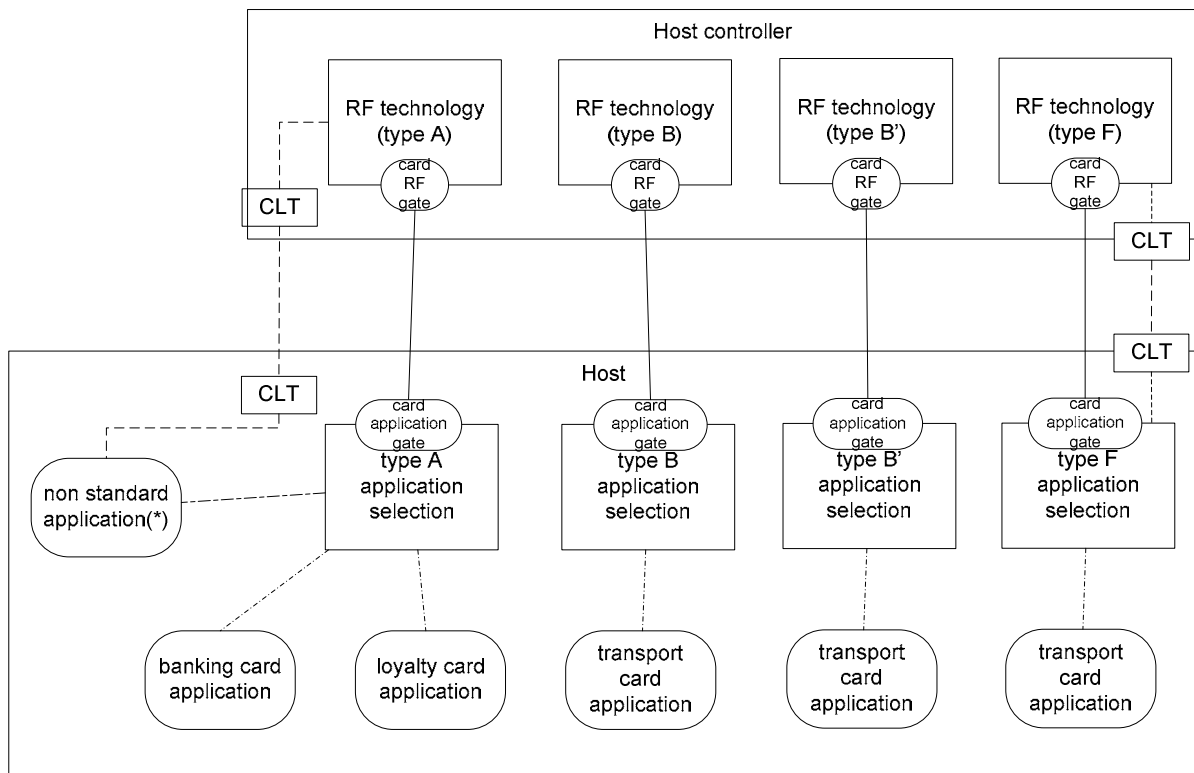 Host controller
RF technology
(type A)
RF technology
(type B)
RF technology
(type B’)
RF technology
(type F)
card
RF
gate
card
RF
gate
card
RF
gate
card
RF
gate
CLT
CLT
CLT
Host
CLT
card
application
gate
card
application
gate
card
application
gate
card
application
gate
type A
application
selection
type B
application
selection
type B’
application
selection
type F
application
selection
non standard
application(*)
banking card
application
loyalty card
application
transport
card
application
transport
card
application
transport
card
application